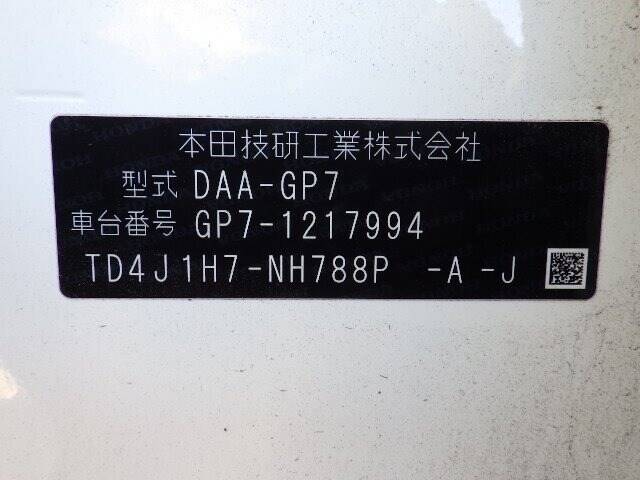 本田技研工業株式会社
型式 DAA-GP7
車台番号 GP7-1217994
TD4J1H7-NH788P -A -J